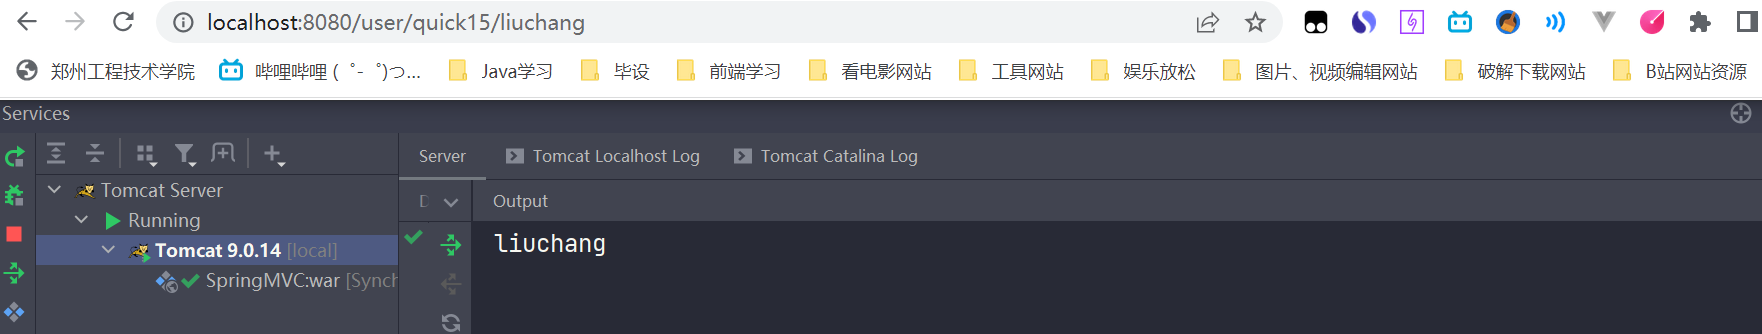 localhost:8080/user/quick15/liuchang
郑州工程技术学院 哔哩哔哩 (゜-゜)つ... Java学习 毕设 前端学习 看电影网站 工具网站 娱乐放松 图片、视频编辑网站 破解下载网站 B站网站资源
Services
Server Tomcat Localhost Log Tomcat Catalina Log
Tomcat Server
D Output
Running
liuchang
Tomcat 9.0.14 [local]
SpringMVC:war [Synch